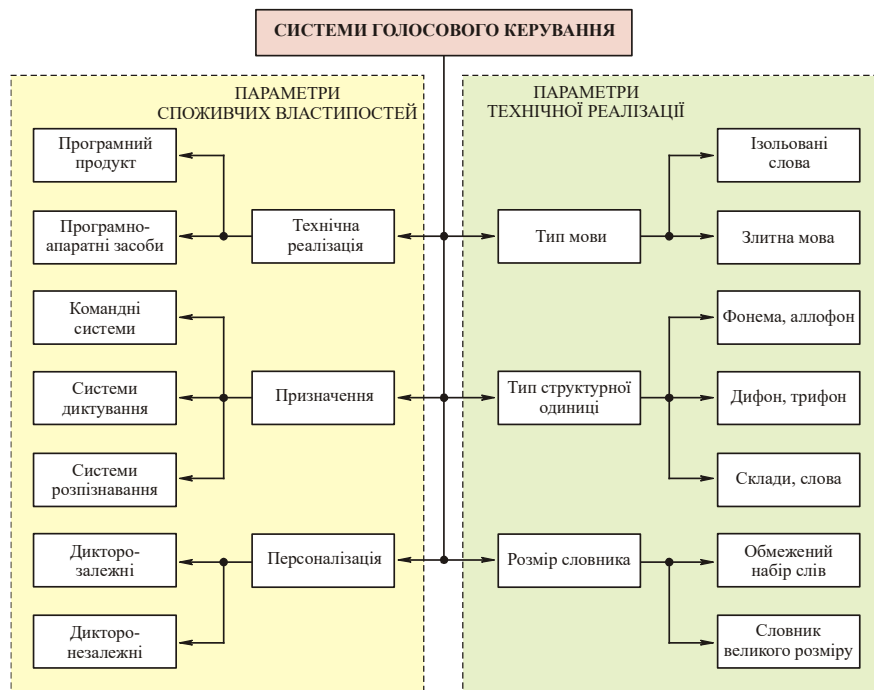 СИСТЕМИ ГОЛОСОВОГО КЕРУВАННЯ
ПАРАМЕТРИ
СПОЖИВЧИХ ВЛАСТИПОСТЕЙ
Програмний
продукт
Програмно-
апаратні засоби
Технічна
реалізація
Командні
системи
Системи
диктування
Призначення
Системи
розпізнавання
Дикторо-
залежні
Персоналізація
Дикторо-
незалежні
ПАРАМЕТРИ
ТЕХНІЧНОЇ РЕАЛІЗАЦІЇ
Ізольовані
слова
Тип мови
Злитна мова
Фонема, аллофон
Тип структурної
одиниці
Дифон, трифон
Склади, слова
Розмір словника
Обмежений
набір слів
Словник
великого розміру